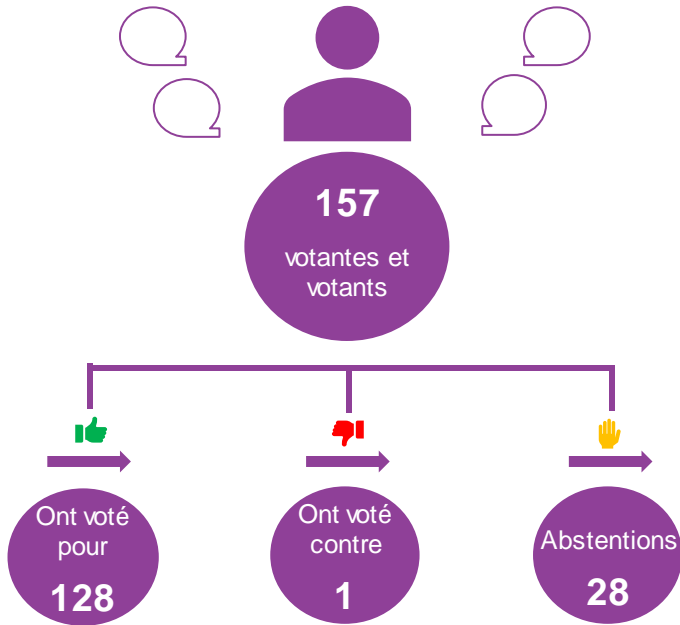 157
votantes et
votants
Ont voté
pour
128
Ont voté
contre
1
Abstentions
28